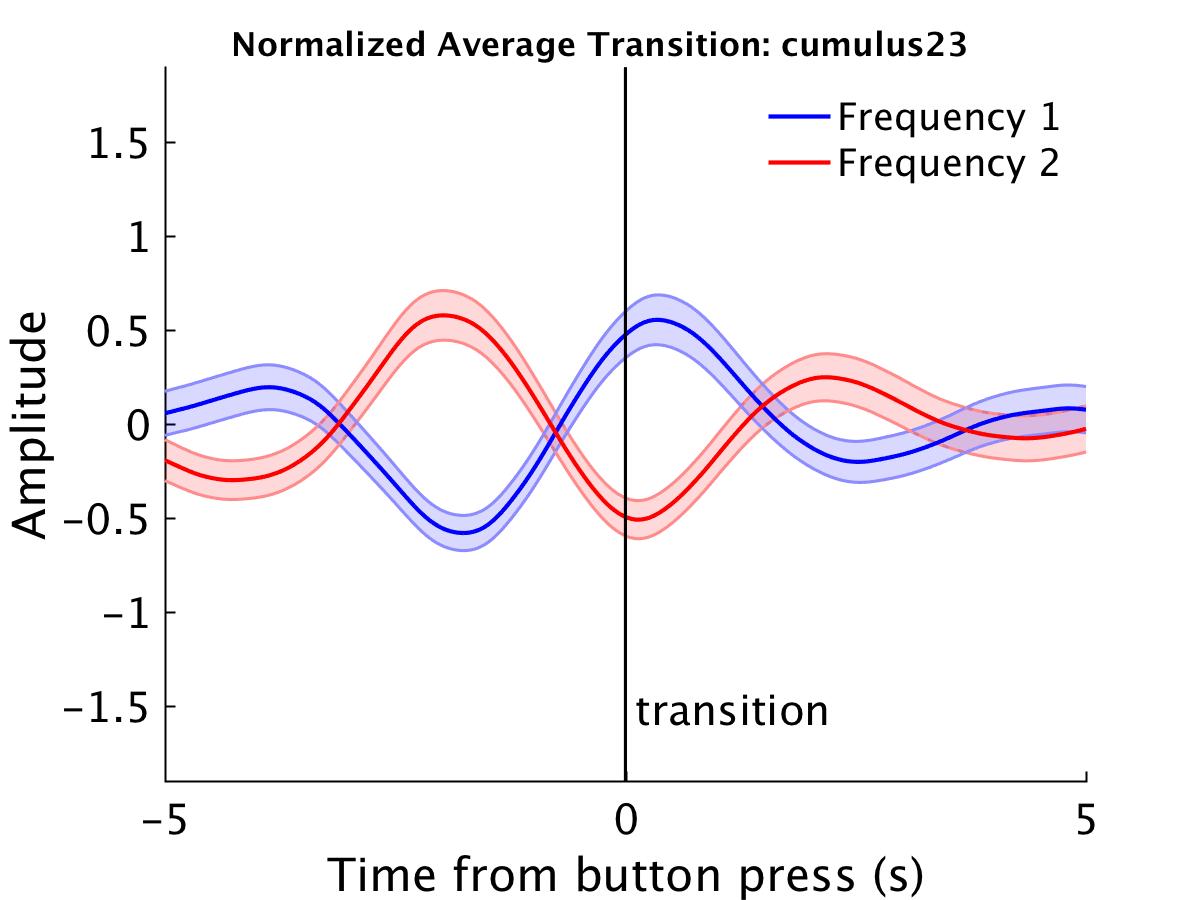 Normalized Average Transition: cumulus23
Frequency 1
Frequency 2
1.5
1
0.5
0
−0.5
−1
−1.5
Amplitude
transition
−5
0
5
Time from button press (s)